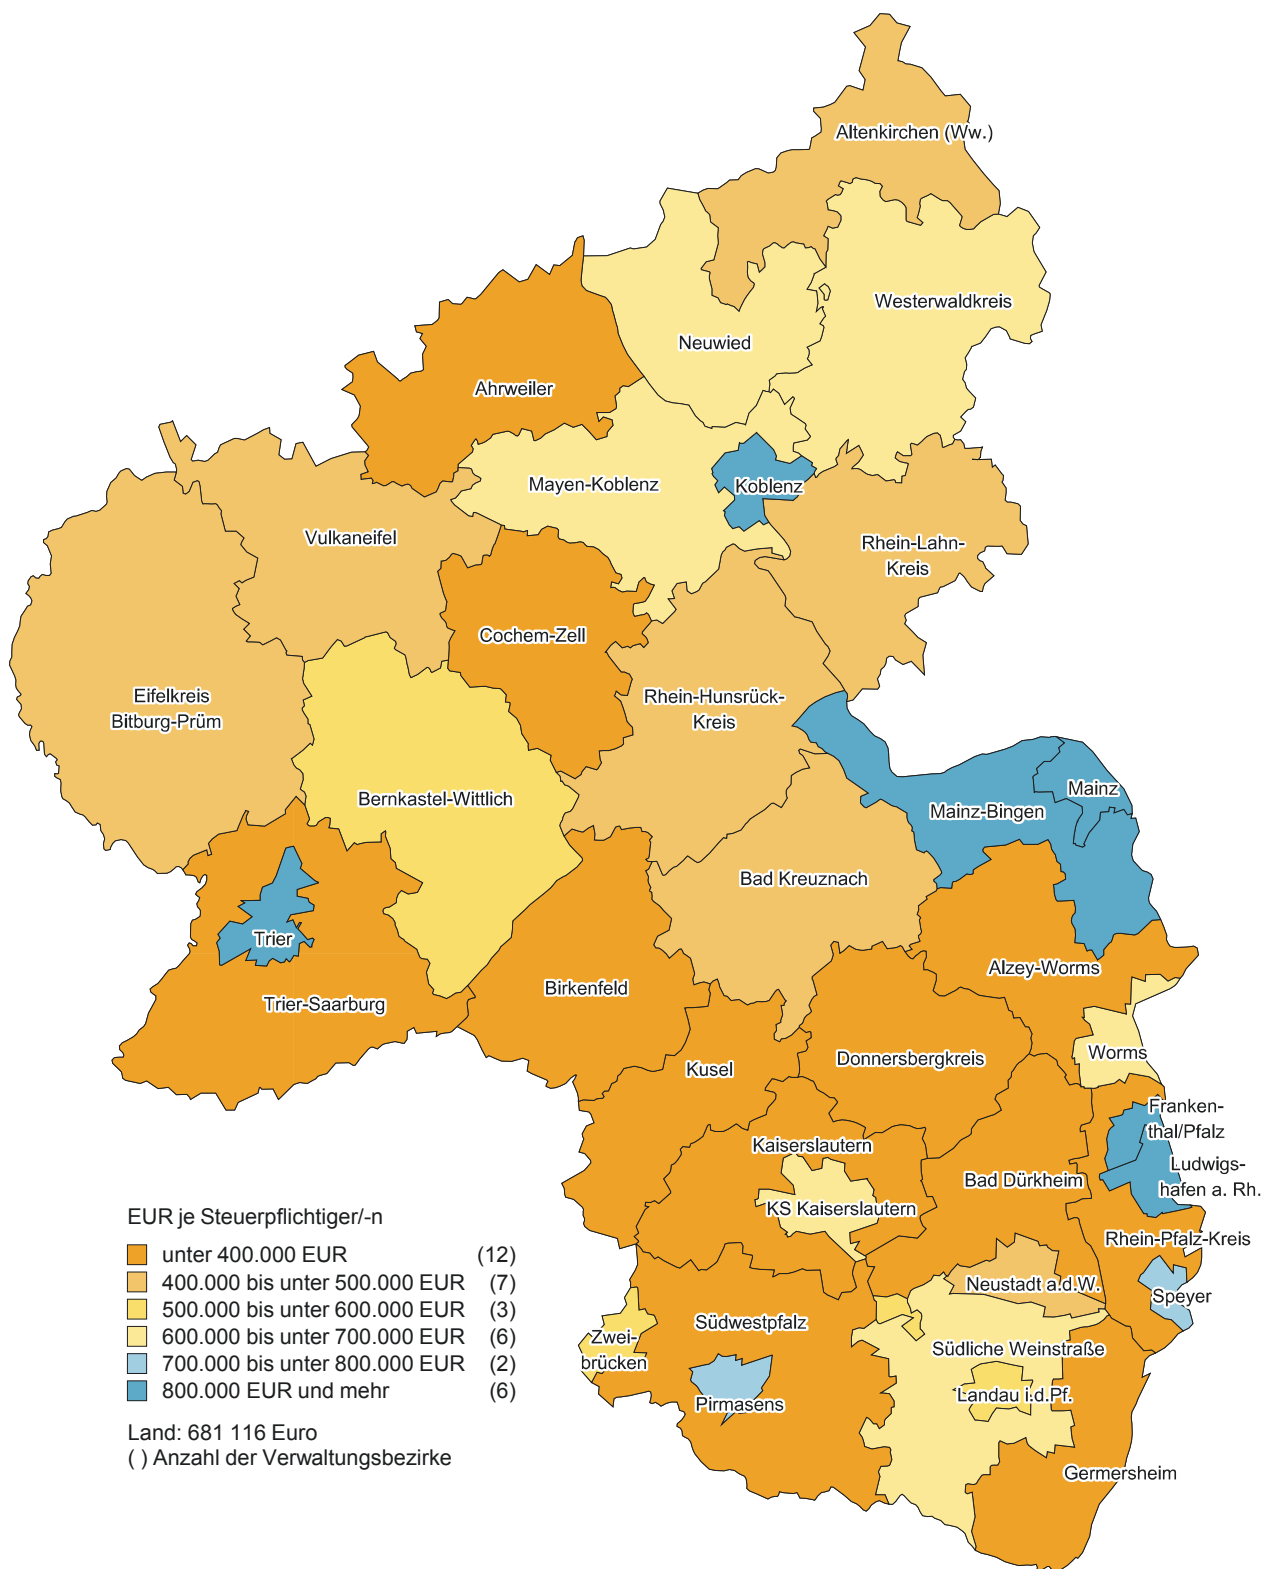 Altenkirchen (Ww.)
Westerwaldkreis
Neuwied
Ahrweiler
Mayen-Koblenz
Koblenz
Vulkaneifel
Rhein-Lahn-
Kreis
Cochem-Zell
Eifelkreis
Bitburg-Prüm
Rhein-Hunsrück-
Kreis
Mainz
Bernkastel-Wittlich
Mainz-Bingen
Bad Kreuznach
Trier
Alzey-Worms
Birkenfeld
Trier-Saarburg
Worms
Donnersbergkreis
Kusel
Franken-
thal/Pfalz
Kaiserslautern
Ludwigs-
hafen a. Rh.
Bad Dürkheim
KS Kaiserslautern
Rhein-Pfalz-Kreis
Neustadt a.d.W.
Speyer
Südwestpfalz
Zwei-
brücken
Südliche Weinstraße
Landau i.d.Pf.
Pirmasens
Germersheim
EUR je Steuerpflichtiger/-n
unter 400.000 EUR (12)
400.000 bis unter 500.000 EUR (7)
500.000 bis unter 600.000 EUR (3)
600.000 bis unter 700.000 EUR (6)
700.000 bis unter 800.000 EUR (2)
800.000 EUR und mehr (6)
Land: 681 116 Euro
( ) Anzahl der Verwaltungsbezirke